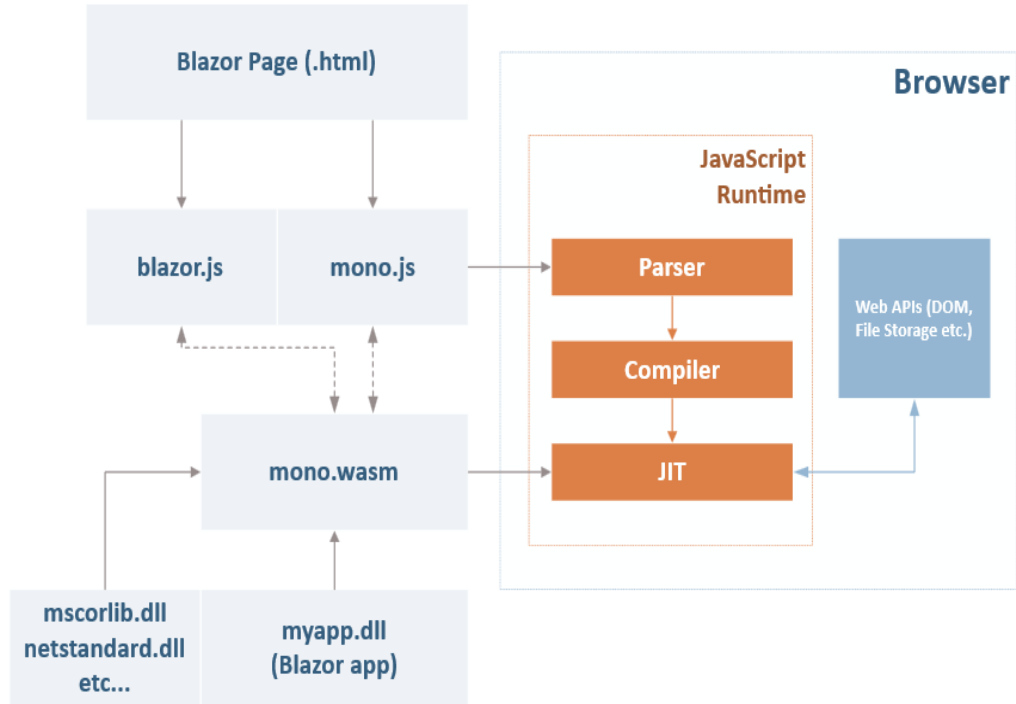 Blazor Page (.html)
Browser
JavaScript
Runtime
blazor.js
mono.js
Parser
Web APIs (DOM,
File Storage etc.)
Compiler
mono.wasm
JIT
mscorlib.dll
netstandard.dll
etc...
myapp.dll
(Blazor app)